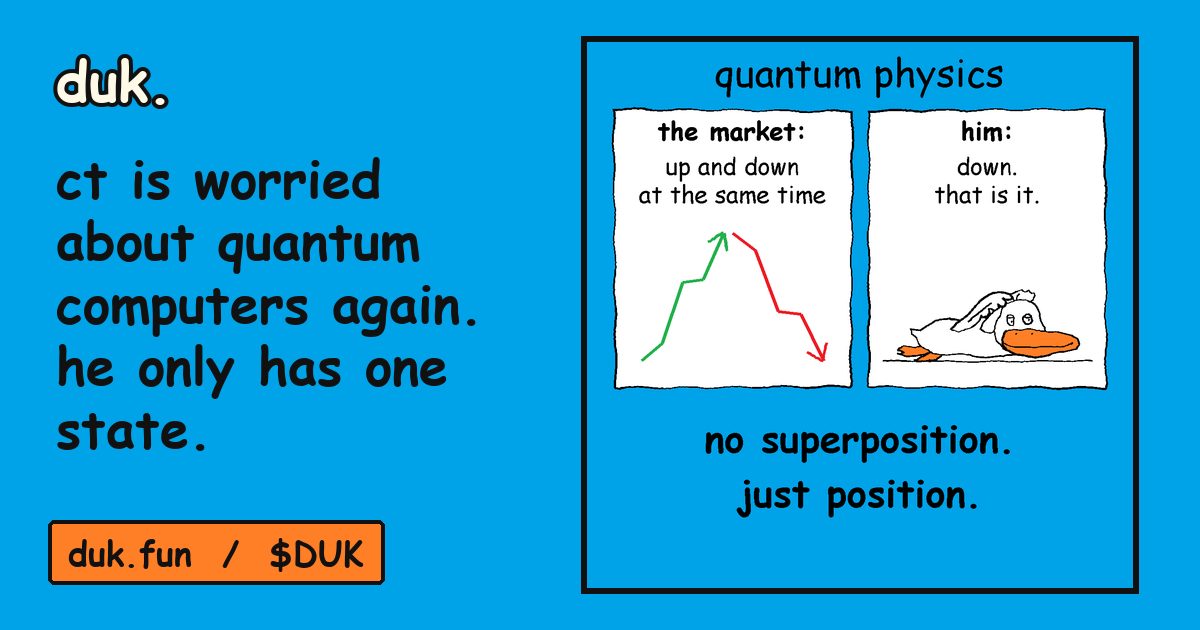 duk.
ct is worried
about quantum
computers again.
he only has one
state.
duk.fun / $DUK
quantum physics
the market:
up and down
at the same time
him:
down.
that is it.
no superposition.
just position.